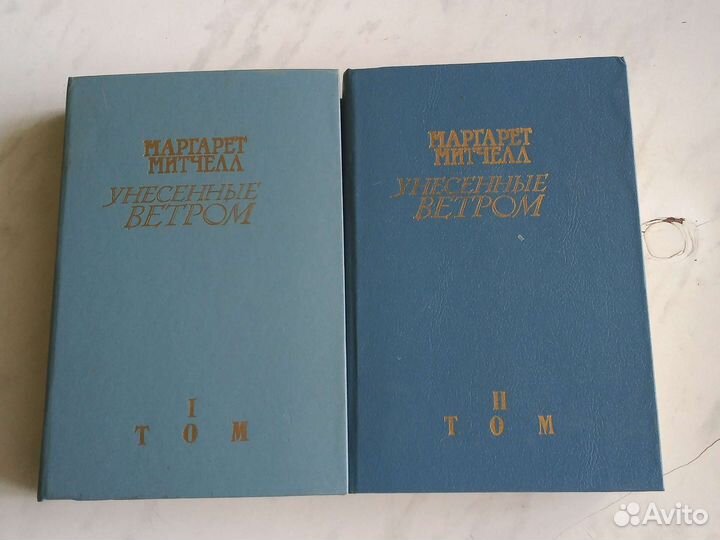 МАРГАРЕТ
МИТЧЕЛЛ
УНЕСЕННЫЕ
ВЕТРОМ
I
ТОМ
МАРГАРЕТ
МИТЧЕЛЛ
УНЕСЕННЫЕ
ВЕТРОМ
II
ТОМ
Avito